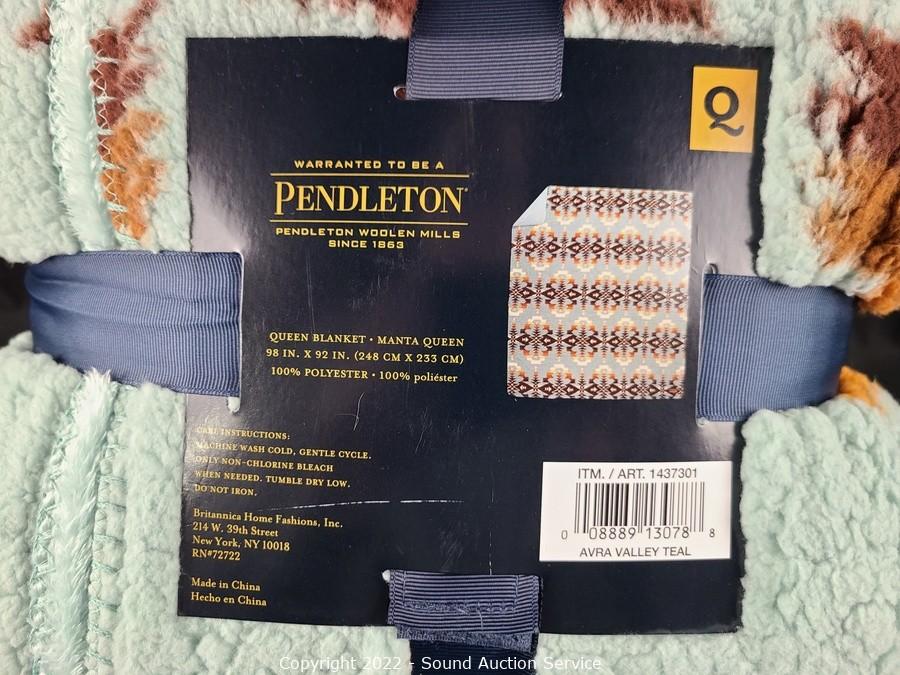 Q
WARRANTED TO BE A
PENDLETON®
PENDLETON WOOLEN MILLS
SINCE 1863
QUEEN BLANKET • MANTA QUEEN
98 IN. X 92 IN. (248 CM X 233 CM)
100% POLYESTER • 100% poliéster
CARE INSTRUCTIONS:
MACHINE WASH COLD, GENTLE CYCLE.
ONLY NON-CHLORINE BLEACH
WHEN NEEDED. TUMBLE DRY LOW.
DO NOT IRON.
Britannica Home Fashions, Inc.
214 W. 39th Street
New York, NY 10018
RN#72722
Made in China
Hecho en China
ITM. / ART. 1437301
0 08889 13078 8
AVRA VALLEY TEAL
Copyright 2022 - Sound Auction Service